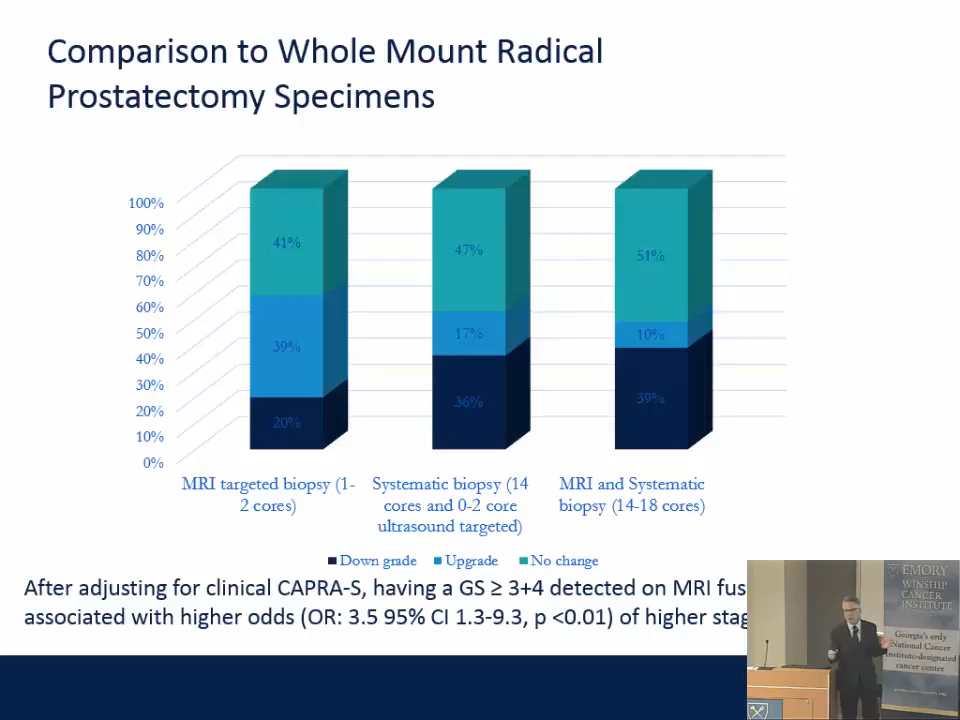 Comparison to Whole Mount Radical
Prostatectomy Specimens
100%
90%
80%
70%
60%
50%
40%
30%
20%
10%
0%
41%
39%
20%
47%
17%
36%
51%
10%
39%
MRI targeted biopsy (1-
2 cores)
Systematic biopsy (14
cores and 0-2 core
ultrasound targeted)
MRI and Systematic
biopsy (14-18 cores)
Down grade Upgrade No change
After adjusting for clinical CAPRA-S, having a GS ≥ 3+4 detected on MRI fus
associated with higher odds (OR: 3.5 95% CI 1.3-9.3, p <0.01) of higher stag
EMORY
WINSHIP
CANCER
INSTITUTE
Georgia's only
National Cancer
Institute-designated
cancer center